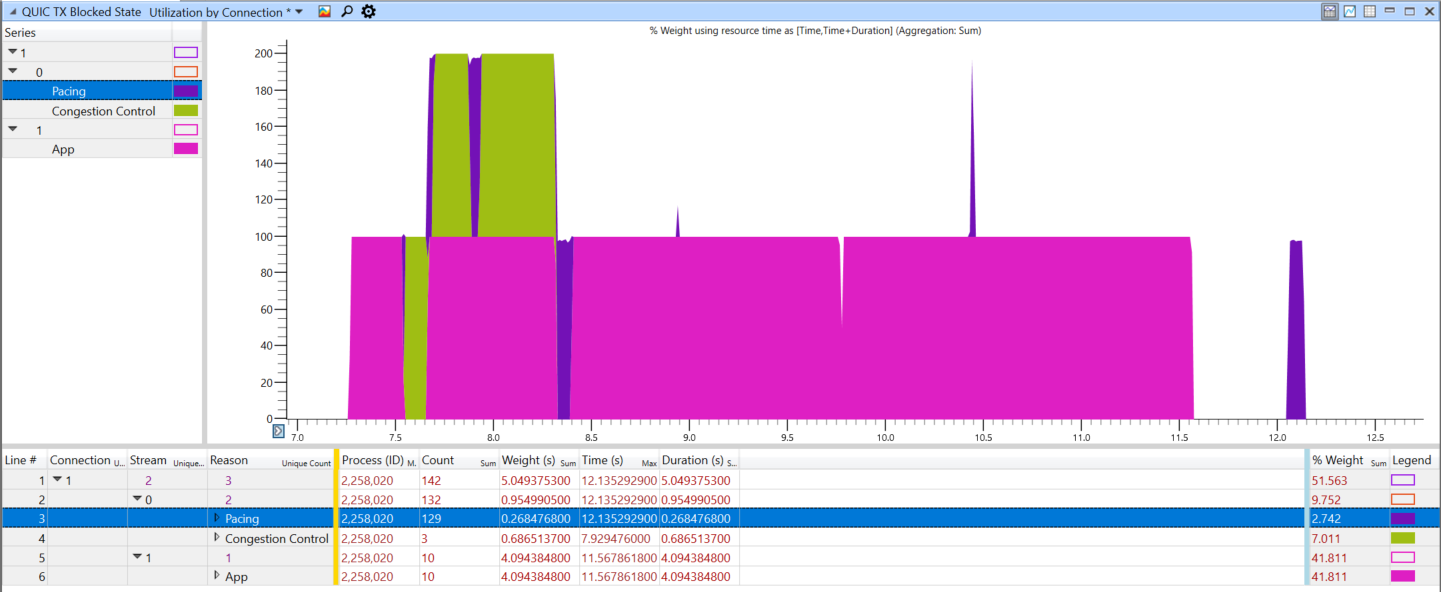 QUIC TX Blocked State Utilization by Connection *
Series
% Weight using resource time as [Time,Time+Duration] (Aggregation: Sum)
1
0
Pacing
Congestion Control
1
App
200
180
160
140
120
100
80
60
40
20
0
7.0 7.5 8.0 8.5 9.0 9.5 10.0 10.5 11.0 11.5 12.0 12.5
Line # Connection U... Stream Unique... Reason Unique Count Process (ID) M. Count Sum Weight (s) Sum Time (s) Max Duration (s) S... % Weight Sum Legend
1 1 2 3 2,258,020 142 5.049375300 12.135292900 5.049375300 51.563
2 0 2 2,258,020 132 0.954990500 12.135292900 0.954990500 9.752
3 Pacing 2,258,020 129 0.268476800 12.135292900 0.268476800 2.742
4 Congestion Control 2,258,020 3 0.686513700 7.929476000 0.686513700 7.011
5 1 1 2,258,020 10 4.094384800 11.567861800 4.094384800 41.811
6 App 2,258,020 10 4.094384800 11.567861800 4.094384800 41.811